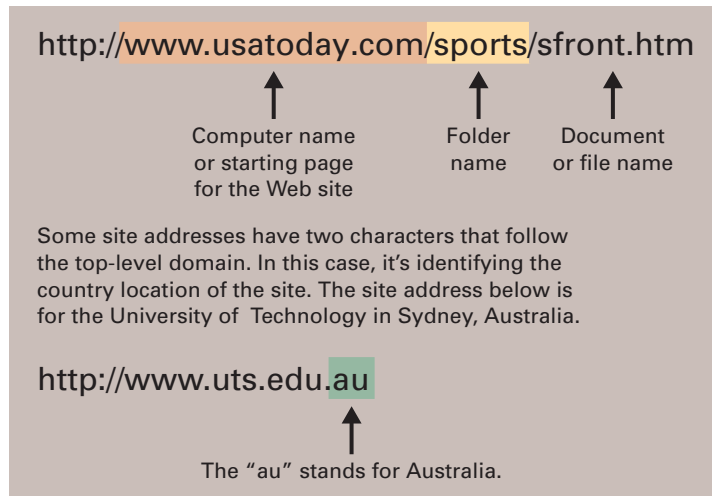 http://www.usatoday.com/sports/sfront.htm
Computer name
or starting page
for the Web site
Folder
name
Document
or file name
Some site addresses have two characters that follow
the top-level domain. In this case, it's identifying the
country location of the site. The site address below is
for the University of Technology in Sydney, Australia.
http://www.uts.edu.au
The “au” stands for Australia.